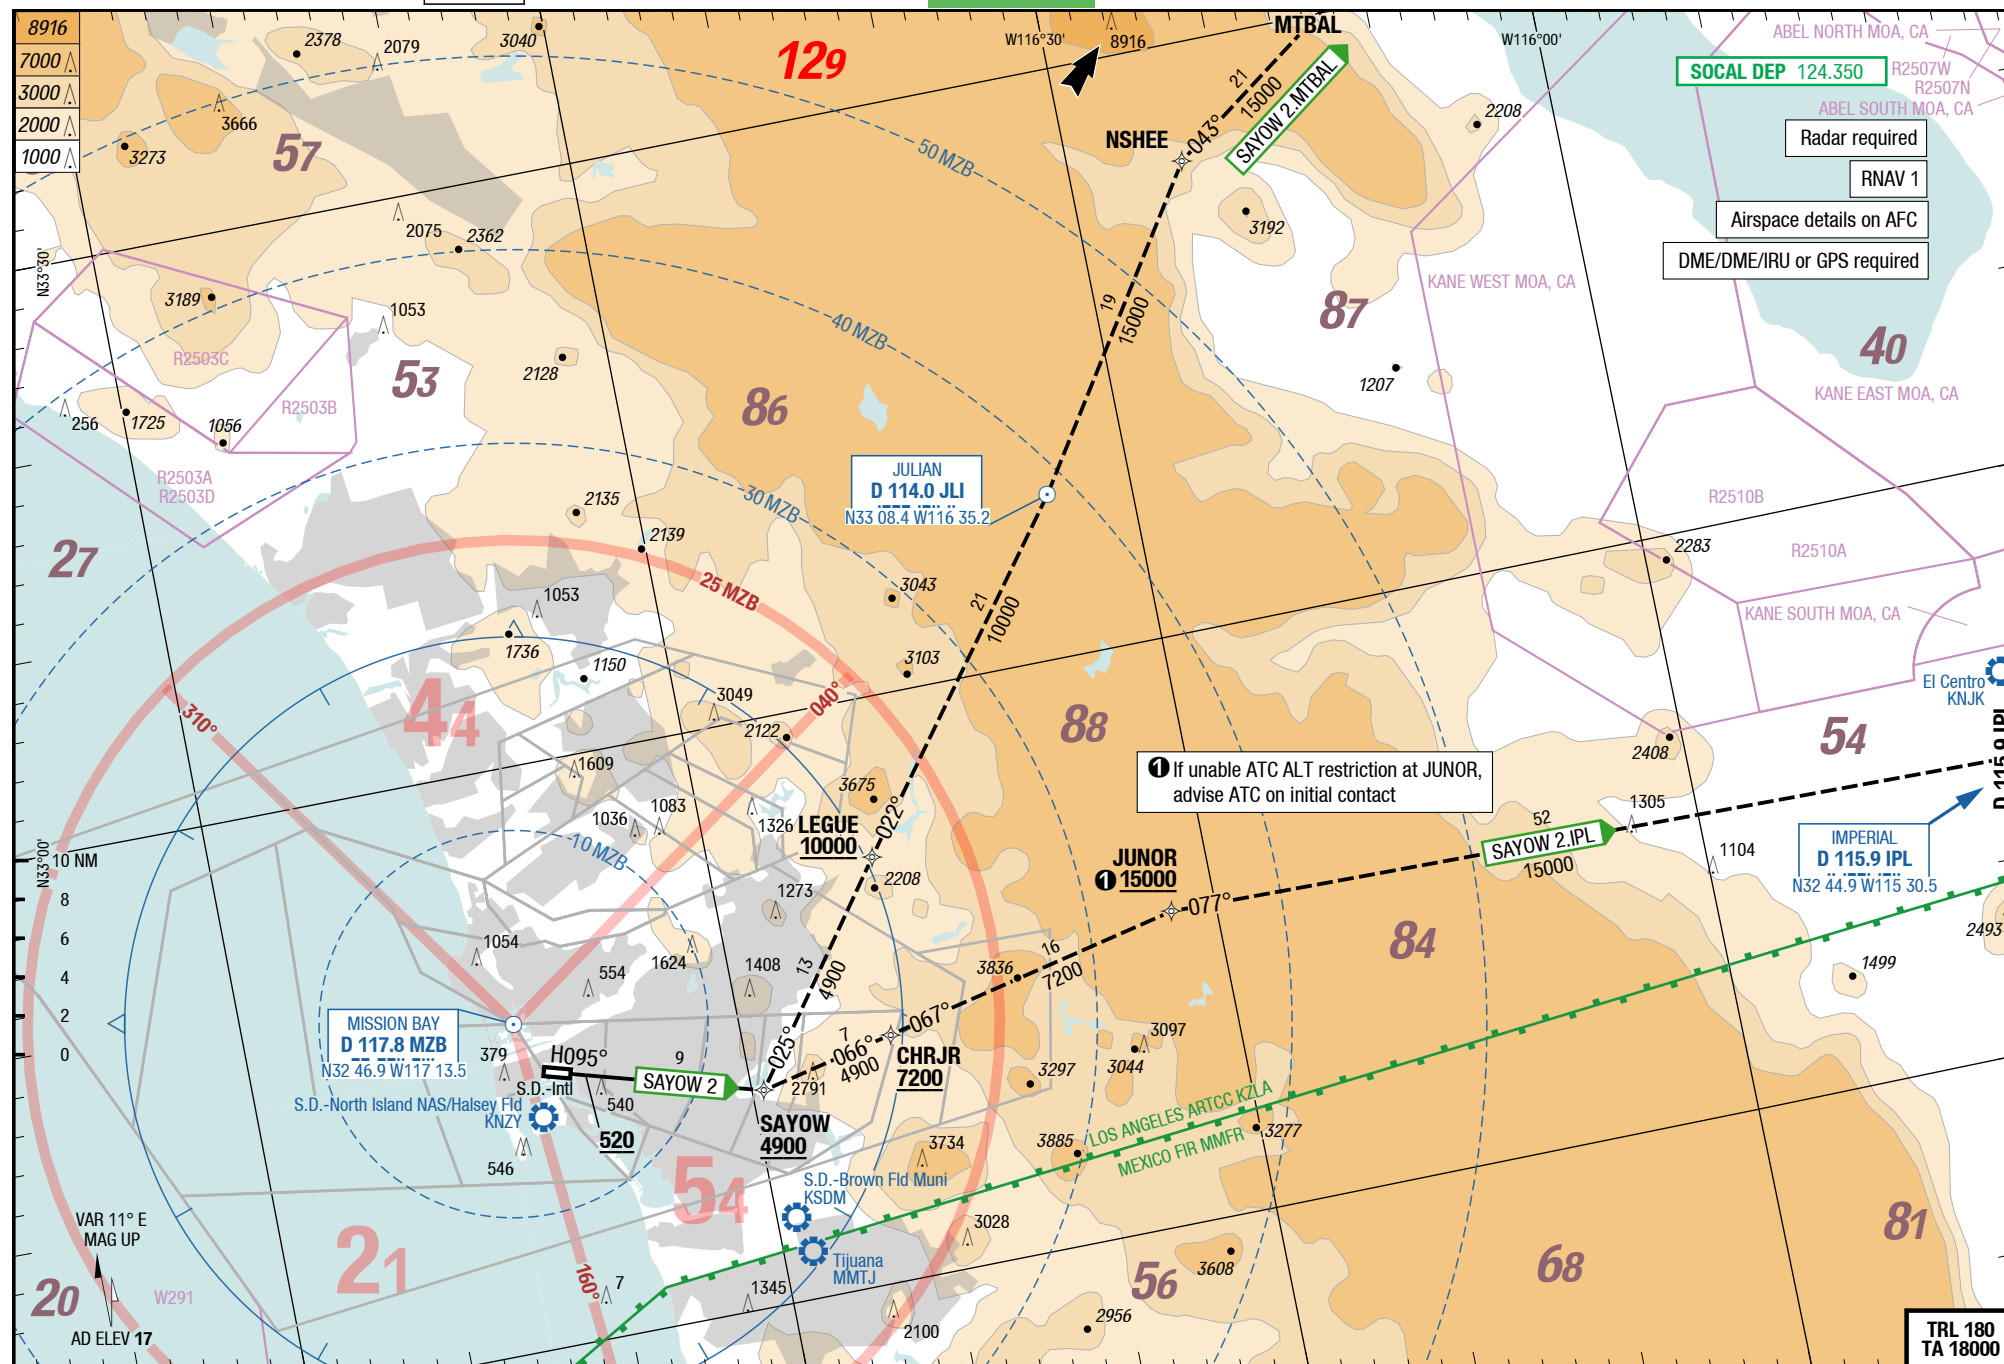 8916
7000
3000
2000
1000
2378
2079
3040
129
W116°30'
8916
MTBAL
W116°00'
ABEL NORTH MOA, CA
SOCAL DEP 124.350
R2507W
R2507N
ABEL SOUTH MOA, CA
Radar required
RNAV 1
Airspace details on AFC
DME/DME/IRU or GPS required
3666
3273
57
50 MZB
NSHEE
043°
21
15000
SAYOW 2.MTBAL
2208
2075
2362
3192
N33°30'
3189
1053
R2503C
40 MZB
19
15000
87
KANE WEST MOA, CA
40
KANE EAST MOA, CA
53
2128
1207
R2503B
256
1725
1056
86
R2503A
R2503D
JULIAN
D 114.0 JLI
N33 08.4 W116 35.2
30 MZB
2135
2139
R2510B
R2510A
2283
27
25 MZB
3043
21
10000
1053
KANE SOUTH MOA, CA
1736
1150
3103
El Centro
KNJK
310°
44
3049
040°
2122
88
54
2408
D 115.9 IPL
1 If unable ATC ALT restriction at JUNOR,
advise ATC on initial contact
1609
3675
1083
1036
1326
LEGUE
10000
022°
52
SAYOW 2.IPL
15000
1305
1104
IMPERIAL
D 115.9 IPL
N32 44.9 W115 30.5
N33°00'
10 NM
8
6
4
2
0
10 MZB
JUNOR
1 15000
077°
2208
1273
1054
554
1624
1408
13
4900
3836
16
7200
84
2493
1499
MISSION BAY
D 117.8 MZB
N32 46.9 W117 13.5
379
H095°
9
SAYOW 2
S.D.-Intl
540
520
025°
7
066°
4900
067°
CHRJR
7200
2791
3097
3044
3297
S.D.-North Island NAS/Halsey Fld
KNZY
546
SAYOW
4900
3734
3885
LOS ANGELES ARTCC KZLA
MEXICO FIR MMFR
3277
54
S.D.-Brown Fld Muni
KSDM
Tijuana
MMTJ
3028
VAR 11° E
MAG UP
21
20
W291
AD ELEV 17
160°
7
1345
2100
2956
56
3608
68
81
TRL 180
TA 18000